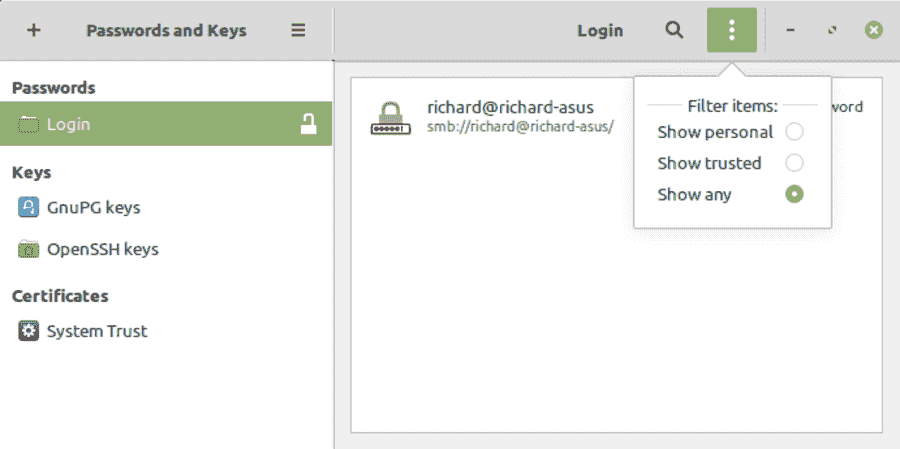 Passwords and Keys
Login
Passwords
Login
Keys
GnuPG keys
OpenSSH keys
Certificates
System Trust
richard@richard-asus
smb://richard@richard-asus/
word
Filter items:
Show personal
Show trusted
Show any